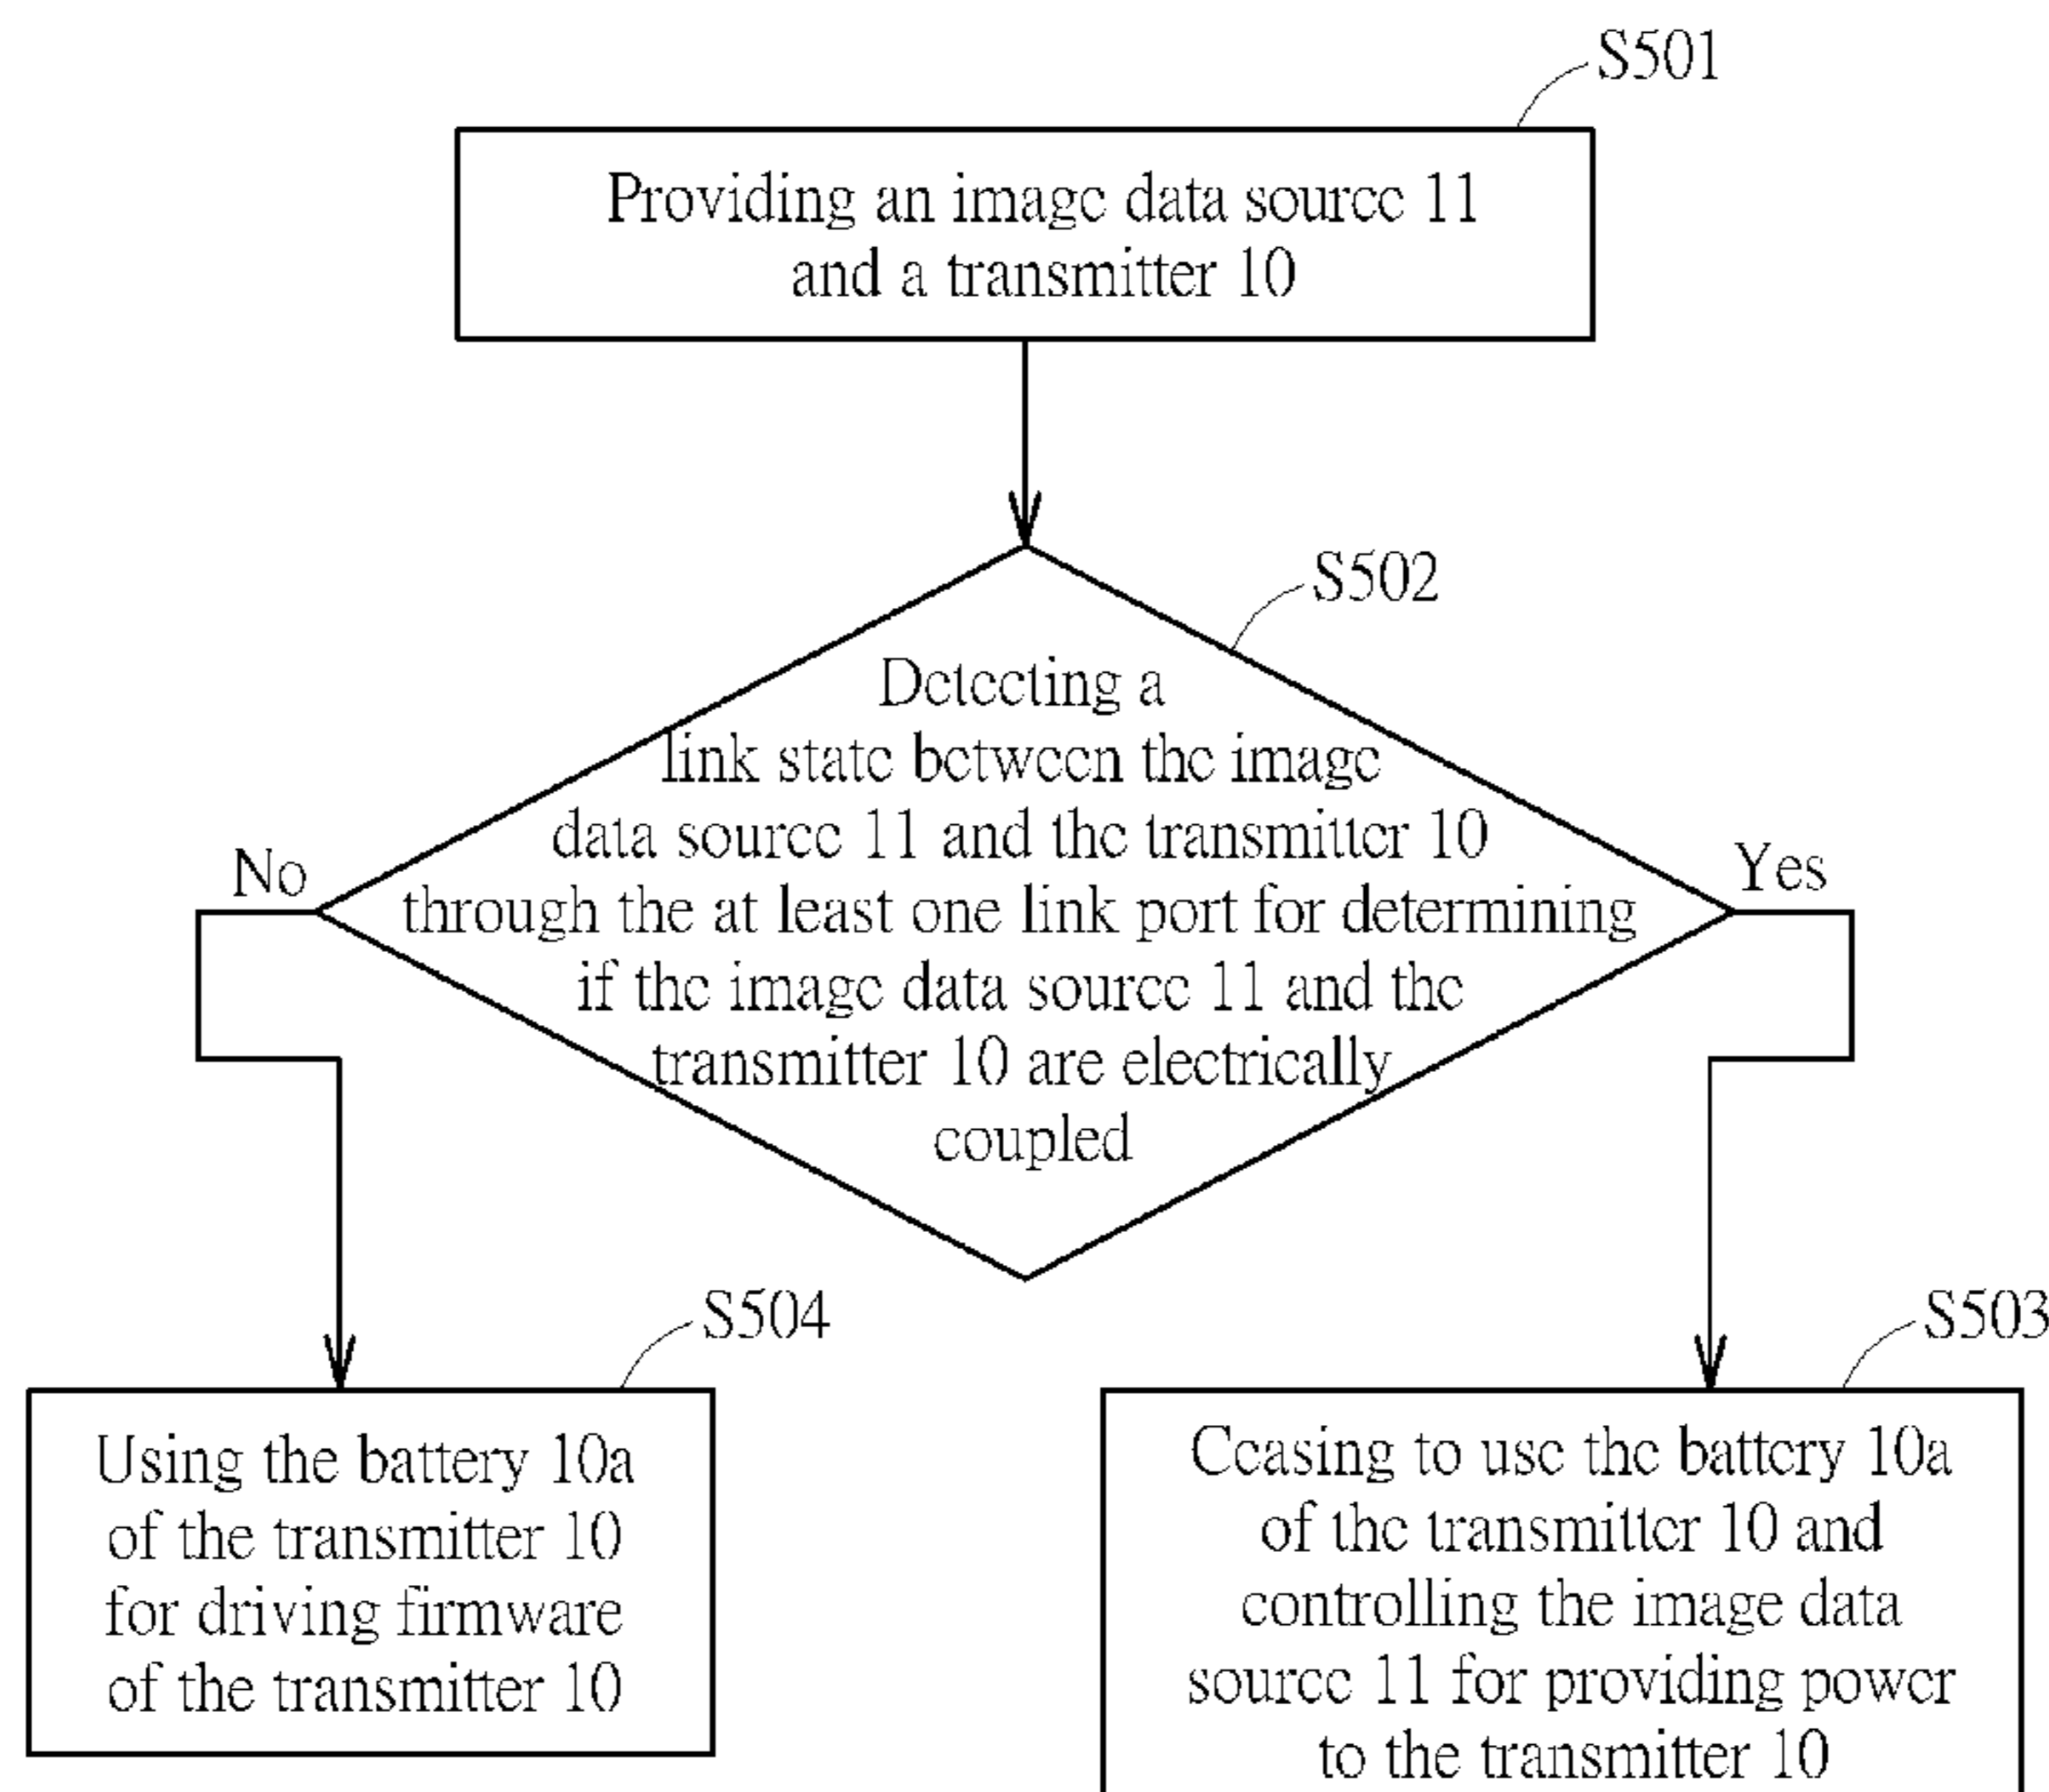 S501
Providing an image data source 11
and a transmitter 10
S502
Detecting a
link state between the image
data source 11 and the transmitter 10
through the at least one link port for determining
if the image data source 11 and the
transmitter 10 are electrically
coupled
No
Yes
S504
Using the battery 10a
of the transmitter 10
for driving firmware
of the transmitter 10
S503
Ceasing to use the battery 10a
of the transmitter 10 and
controlling the image data
source 11 for providing power
to the transmitter 10